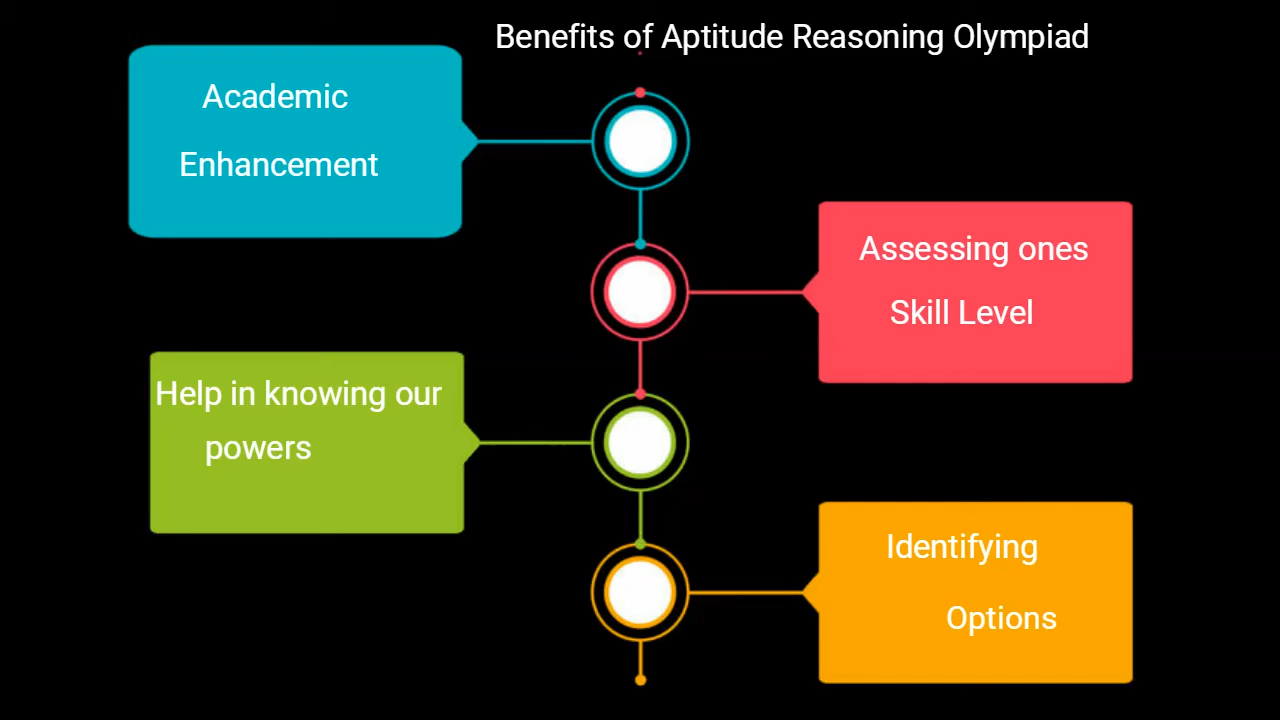 Benefits of Aptitude Reasoning Olympiad
Academic
Enhancement
Assessing ones
Skill Level
Help in knowing our
powers
Identifying
Options